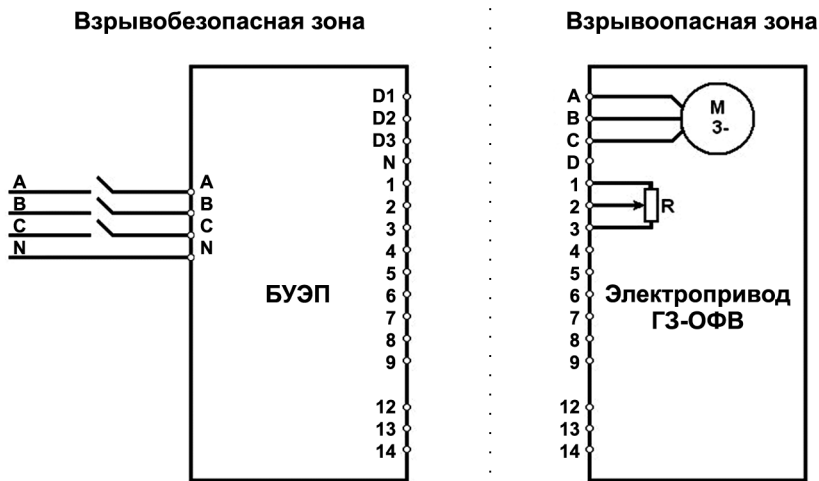 Взрывобезопасная зона
Взрывоопасная зона
D1
D2
D3
N
1
2
3
4
5
6
7
8
9
12
13
14
A
B
C
N
A
B
C
N
БУЭП
A
B
C
D
1
2
3
4
5
6
7
8
9
12
13
14
М
3-
R
Электропривод
ГЗ-ОФВ